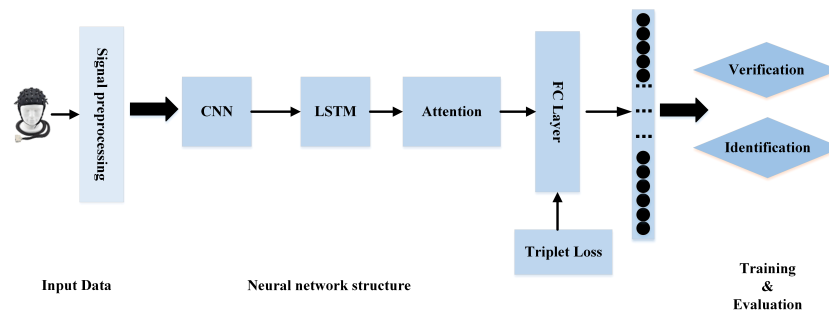 Signal preprocessing
CNN
LSTM
Attention
FC Layer
...
...
...
Verification
Identification
Triplet Loss
Input Data
Neural network structure
Training
&
Evaluation